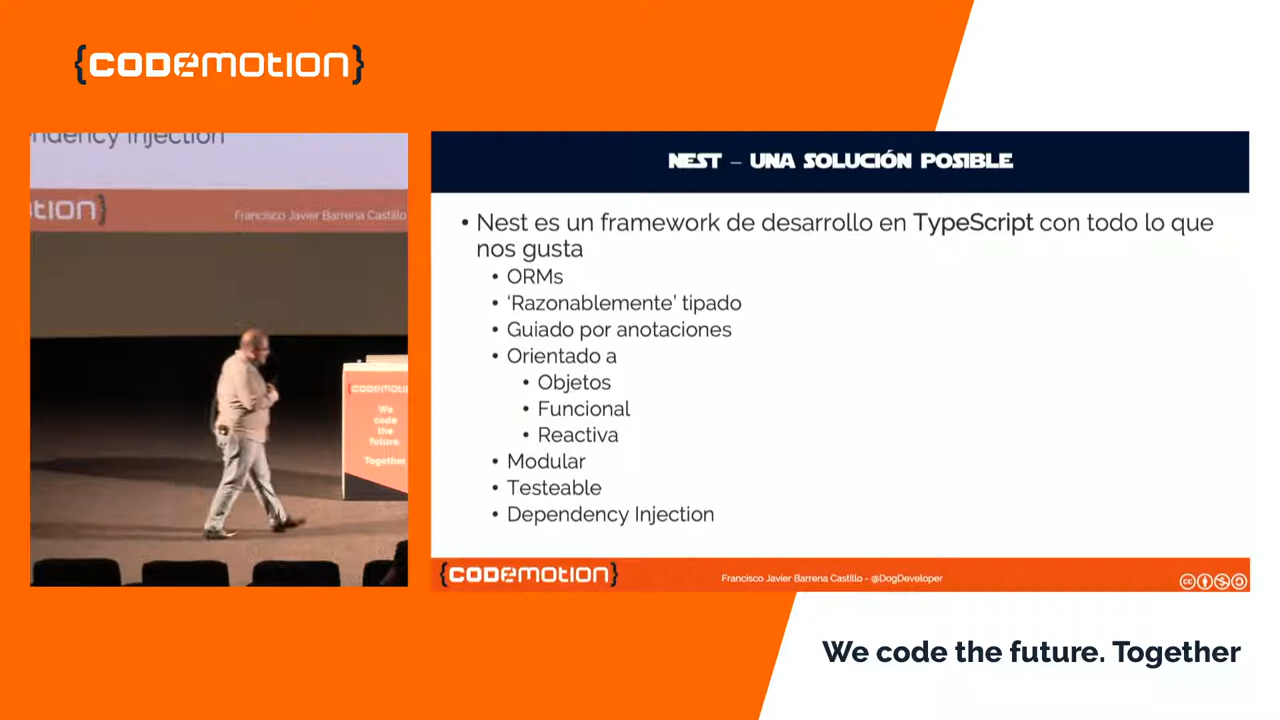 {CODEMOTION}
ndency Injection
tion}
Francisco Javier Barrena Castillo
{CODEMOTIO
We
code
the
future.
Together
NEST – UNA SOLUCIÓN POSIBLE
• Nest es un framework de desarrollo en TypeScript con todo lo que
nos gusta
• ORMs
• ‘Razonablemente’ tipado
• Guiado por anotaciones
• Orientado a
• Objetos
• Funcional
• Reactiva
• Modular
• Testeable
• Dependency Injection
{CODEMOTION}
Francisco Javier Barrena Castillo - @DogDeveloper
cc
We code the future. Together